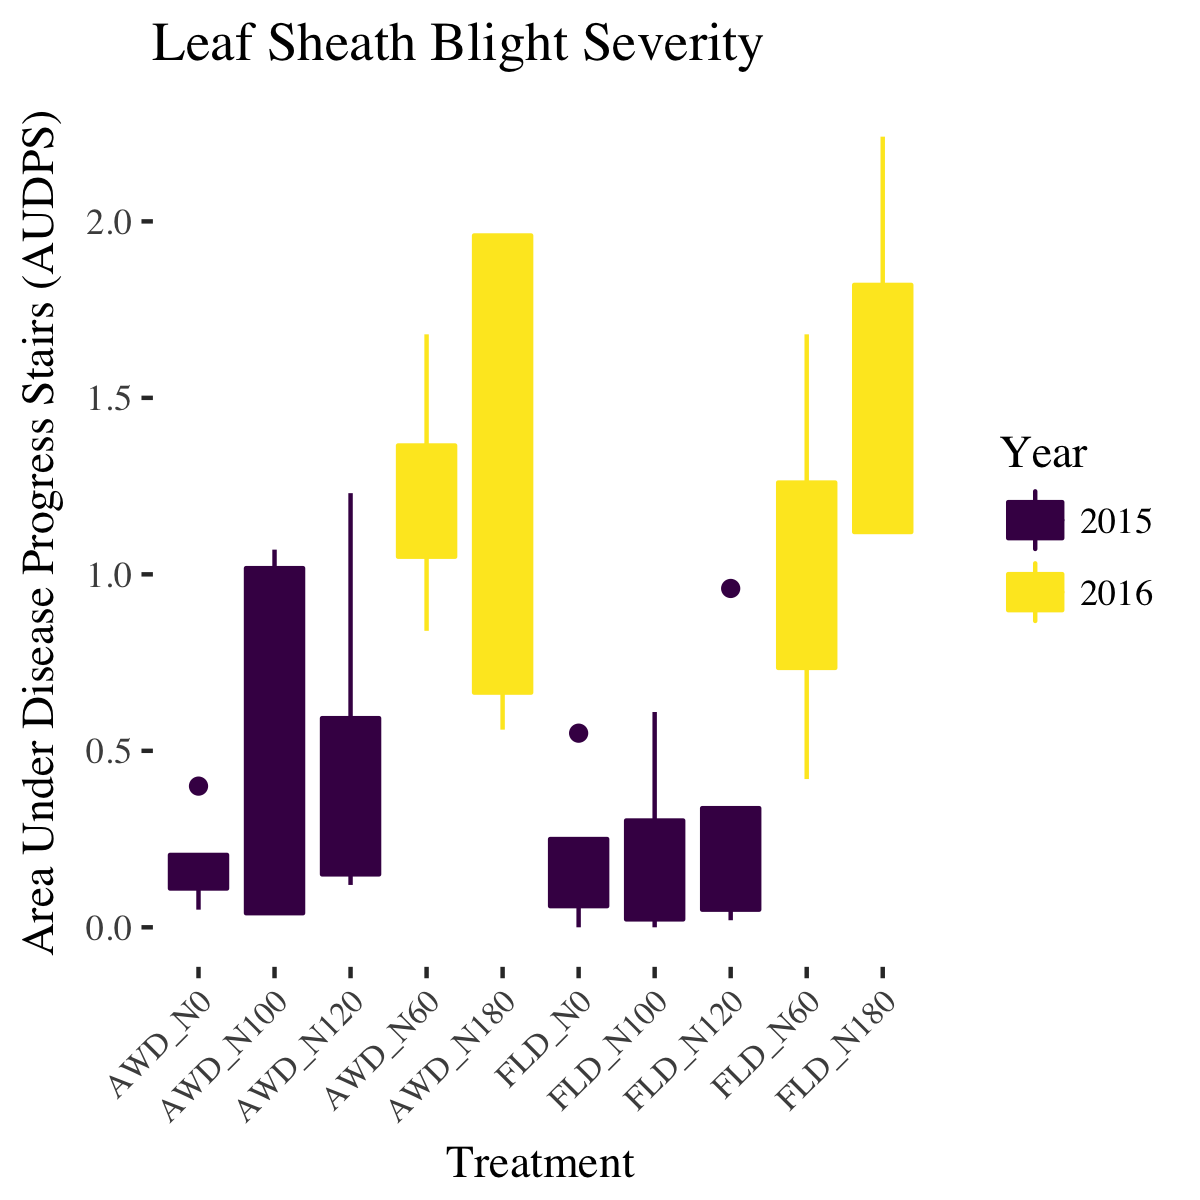 Leaf Sheath Blight Severity
Area Under Disease Progress Stairs (AUDPS)
2.0
1.5
1.0
0.5
0.0
AWD_N0
AWD_N100
AWD_N120
AWD_N60
AWD_N180
FLD_N0
FLD_N100
FLD_N120
FLD_N60
FLD_N180
Treatment
Year
2015
2016